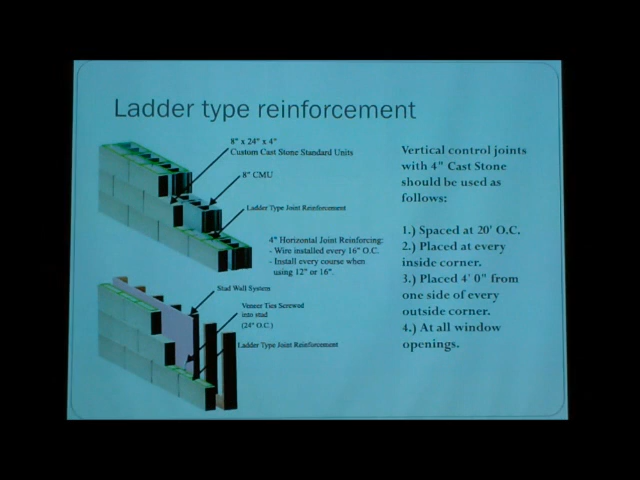 Ladder type reinforcement
8" x 24" x 4"
Custom Cast Stone Standard Units
8" CMU
Ladder Type Joint Reinforcement
4" Horizontal Joint Reinforcing:
- Wire installed every 16" O.C.
- Install every course when
using 12" or 16".
Stud Wall System
Veneer Ties Screwed
into stud
(24" O.C.)
Ladder Type Joint Reinforcement
Vertical control joints
with 4" Cast Stone
should be used as
follows:
1.) Spaced at 20' O.C.
2.) Placed at every
inside corner.
3.) Placed 4' 0" from
one side of every
outside corner.
4.) At all window
openings.